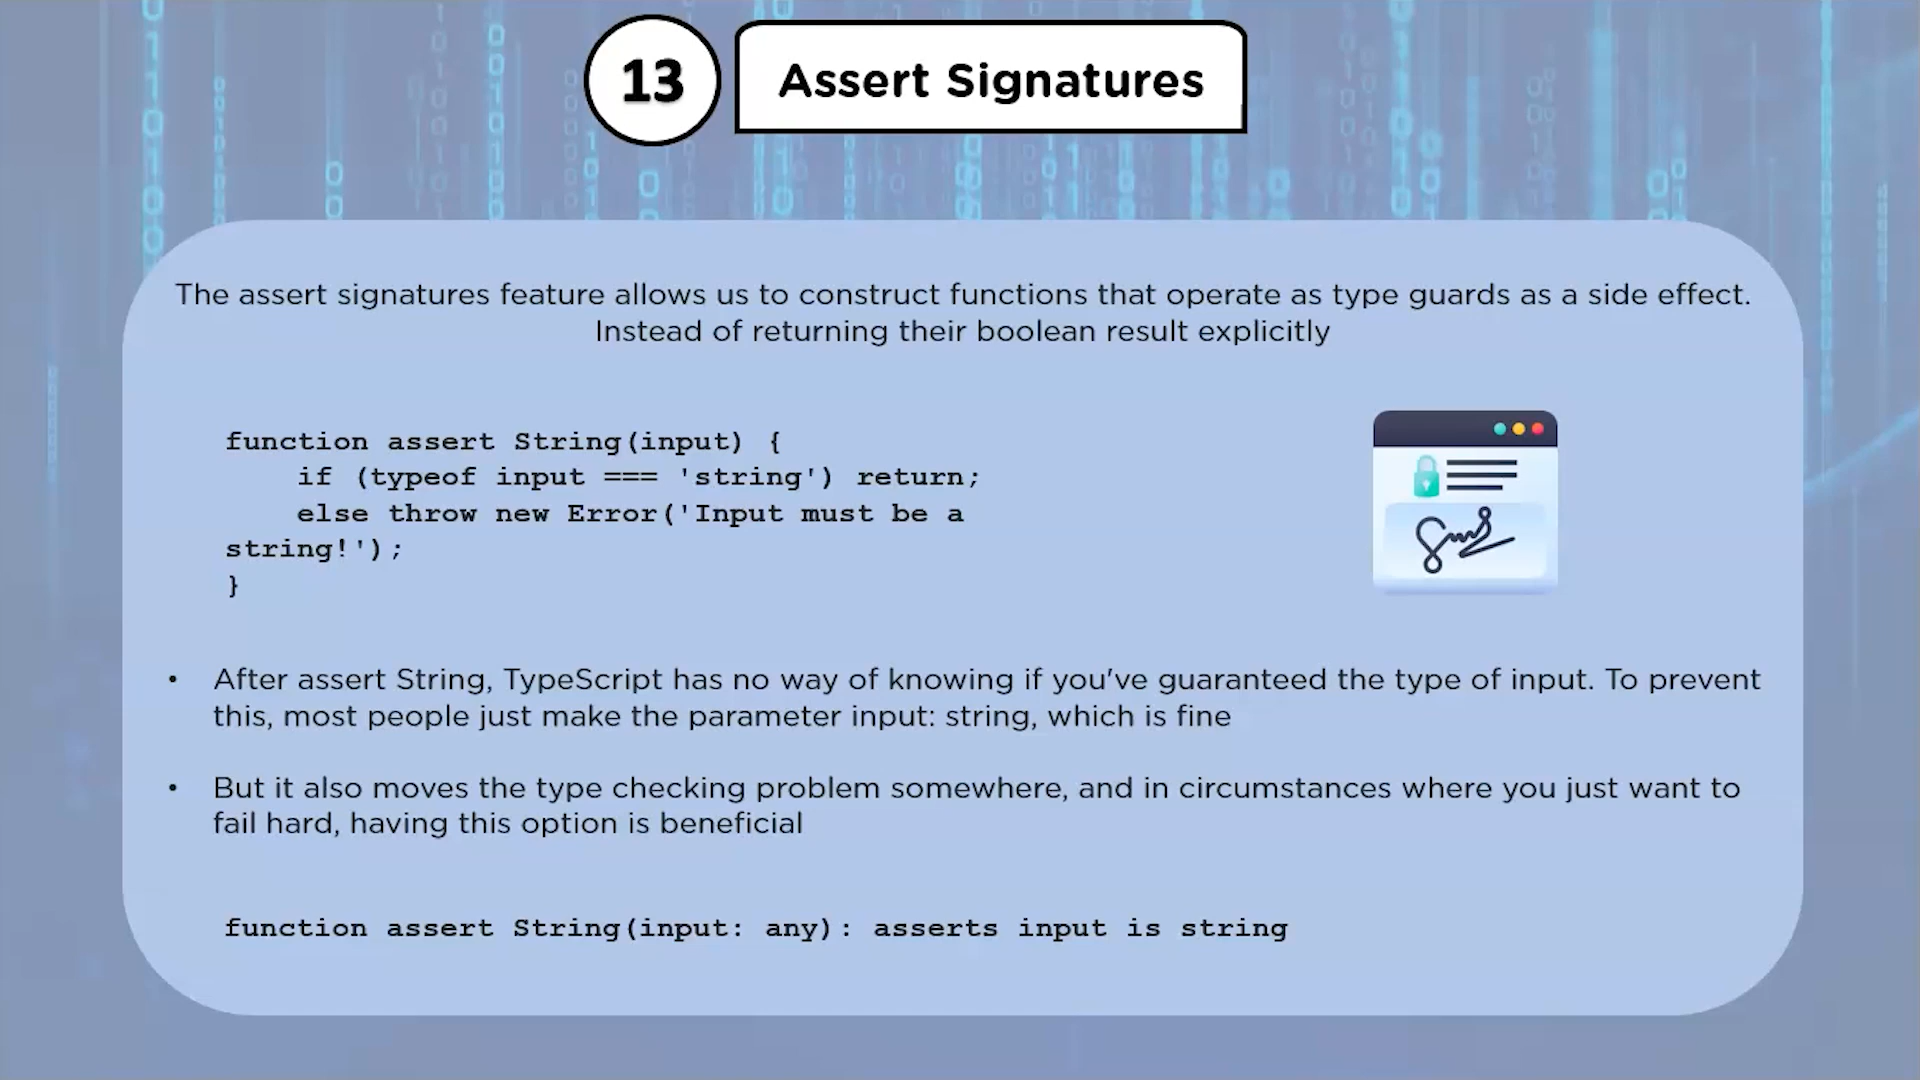 13
Assert Signatures
The assert signatures feature allows us to construct functions that operate as type guards as a side effect.
Instead of returning their boolean result explicitly
function assert String(input) {
if (typeof input === 'string') return;
else throw new Error('Input must be a
string!');
}
• After assert String, TypeScript has no way of knowing if you've guaranteed the type of input. To prevent
this, most people just make the parameter input: string, which is fine
• But it also moves the type checking problem somewhere, and in circumstances where you just want to
fail hard, having this option is beneficial
function assert String(input: any): asserts input is string